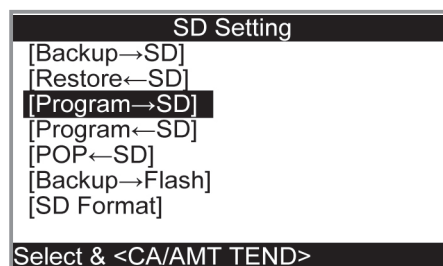 SD Setting
[Backup→SD]
[Restore←SD]
[Program→SD]
[Program←SD]
[POP←SD]
[Backup→Flash]
[SD Format]
Select & <CA/AMT TEND>